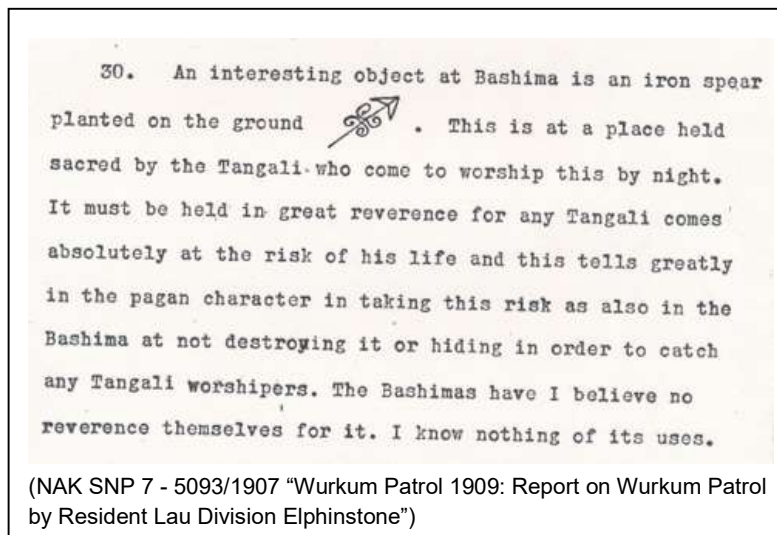 30. An interesting object at Bashima is an iron spear
planted on the ground . This is at a place held
sacred by the Tangali who come to worship this by night.
It must be held in great reverence for any Tangali comes
absolutely at the risk of his life and this tells greatly
in the pagan character in taking this risk as also in the
Bashima at not destroying it or hiding in order to catch
any Tangali worshipers. The Bashimas have I believe no
reverence themselves for it. I know nothing of its uses.
(NAK SNP 7 - 5093/1907 “Wurkum Patrol 1909: Report on Wurkum Patrol
by Resident Lau Division Elphinstone”)